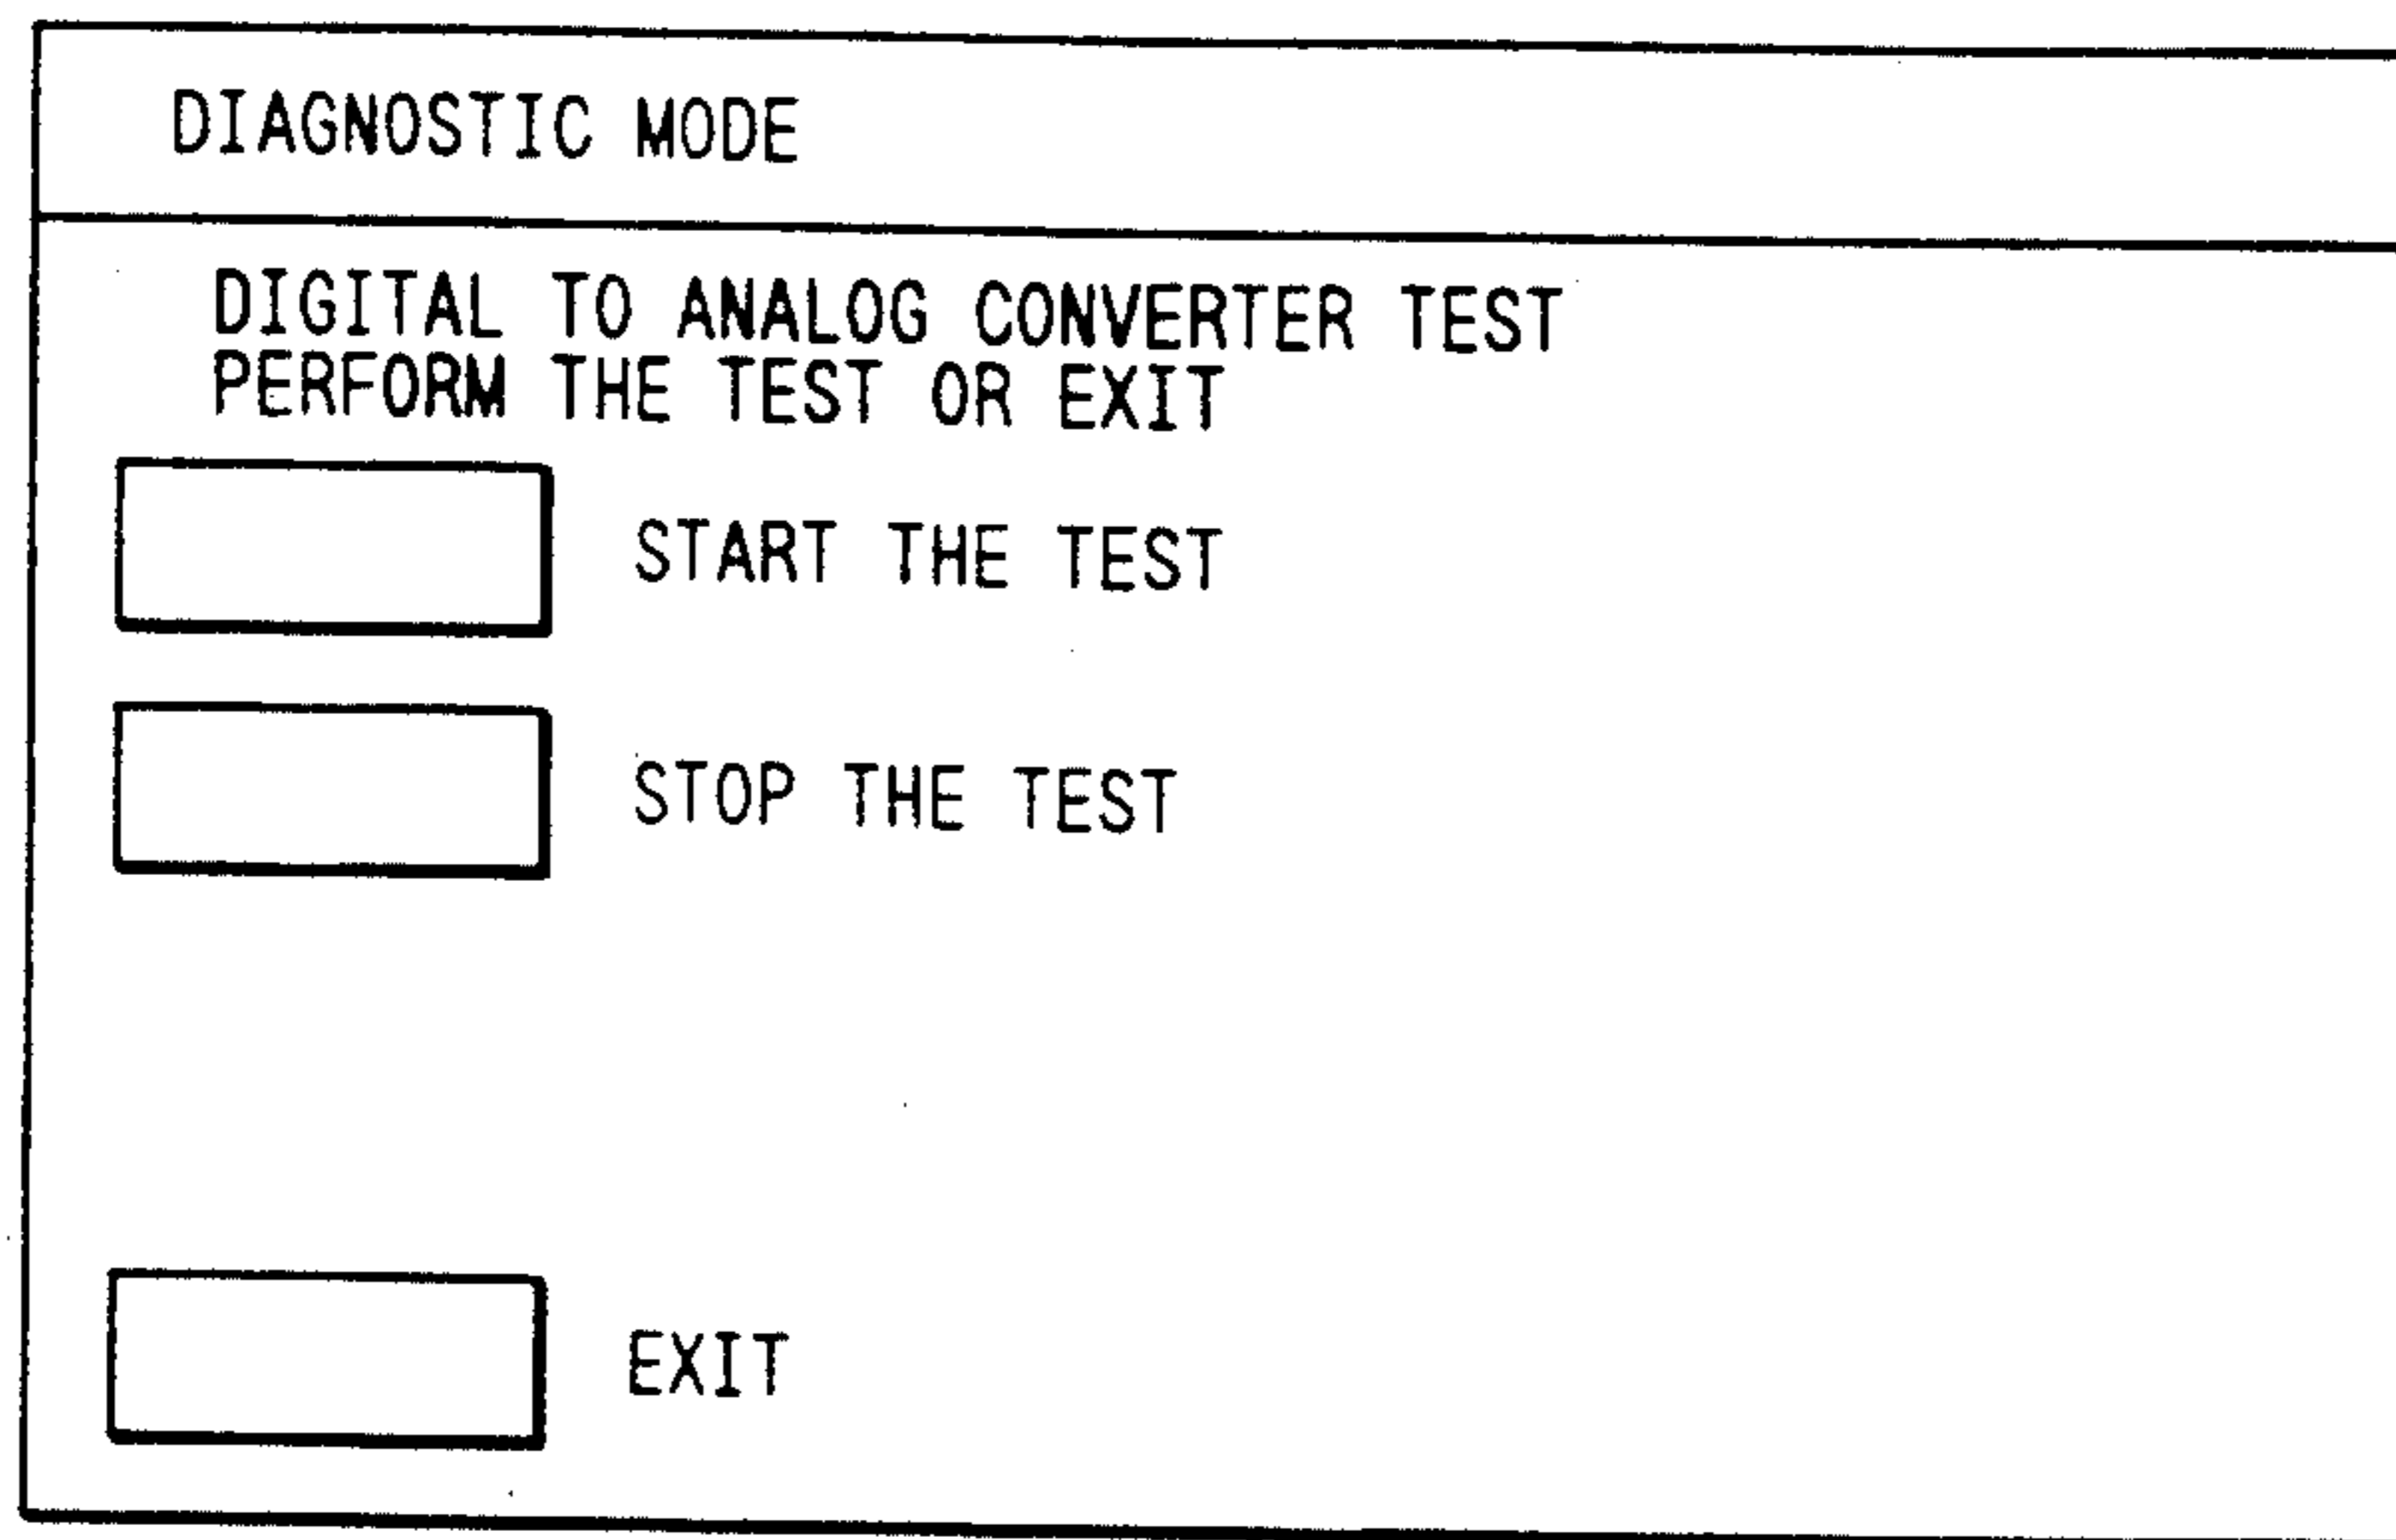 DIAGNOSTIC MODE
DIGITAL TO ANALOG CONVERTER TEST
PERFORM THE TEST OR EXIT
START THE TEST
STOP THE TEST
EXIT